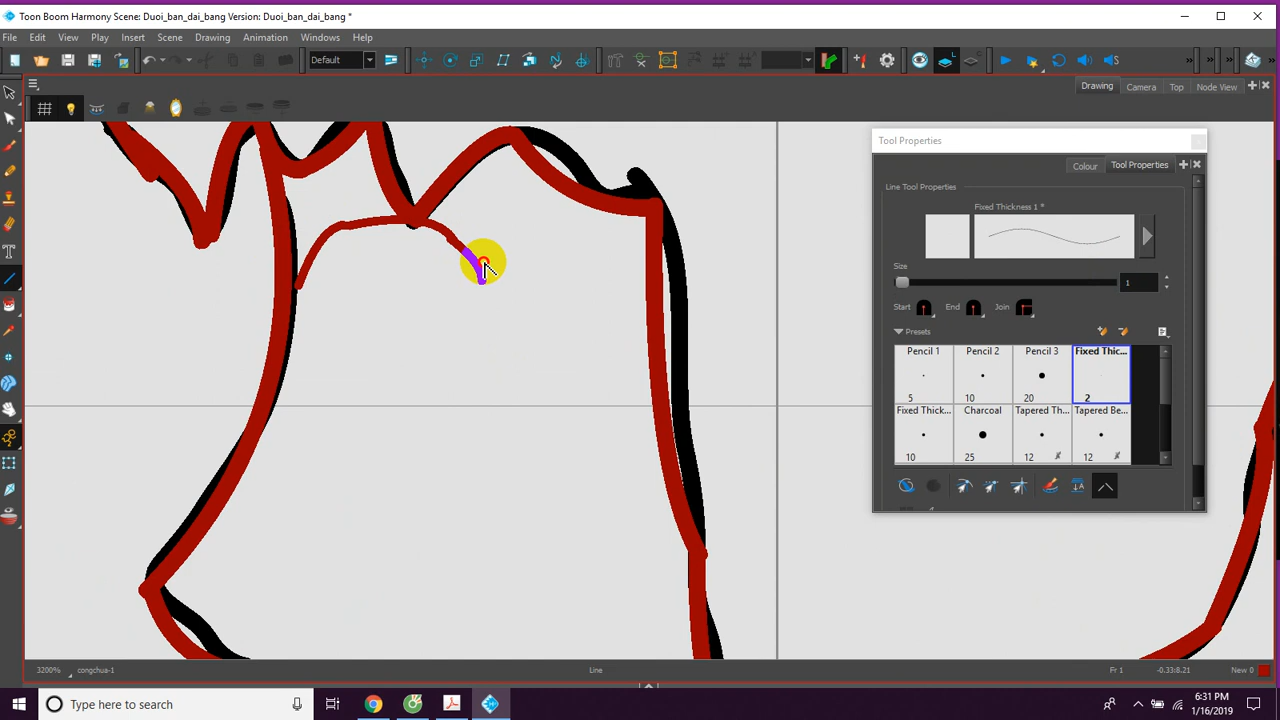 Toon Boom Harmony Scene: Duoi_ban_dai_bang Version: Duoi_ban_dai_bang *
File Edit View Play Insert Scene Drawing Animation Windows Help
Default
Drawing Camera Top Node View
Tool Properties
Colour Tool Properties
Line Tool Properties
Fixed Thickness 1 *
Size
1
Start End Join
Presets
Pencil 1 Pencil 2 Pencil 3 Fixed Thic...
5 10 20 2
Fixed Thick... Charcoal Tapered Th... Tapered Be...
10 25 12 12
3200% congchua-1 Line Fr 1 -0.33:8.21 New 0
Type here to search
6:31 PM
1/16/2019